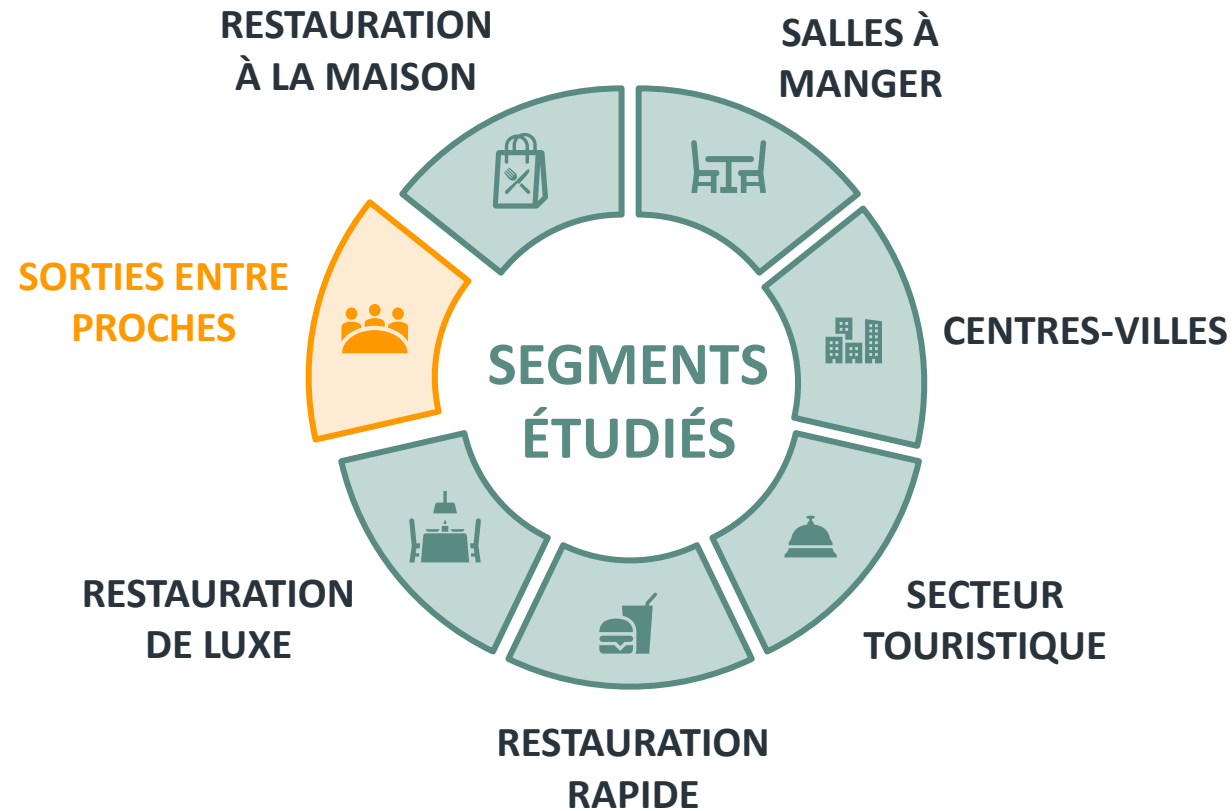 RESTAURATION
À LA MAISON
SALLES À
MANGER
SORTIES ENTRE
PROCHES
CENTRES-VILLES
SEGMENTS
ÉTUDIÉS
RESTAURATION
DE LUXE
SECTEUR
TOURISTIQUE
RESTAURATION
RAPIDE